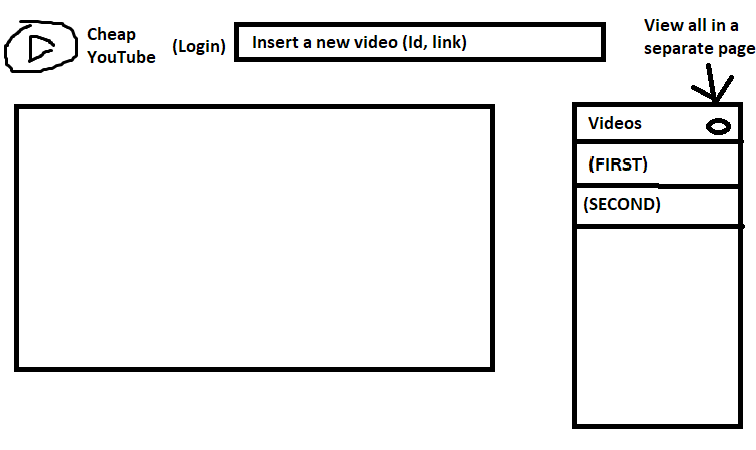 Cheap
YouTube
(Login)
Insert a new video (Id, link)
View all in a
separate page
Videos
(FIRST)
(SECOND)